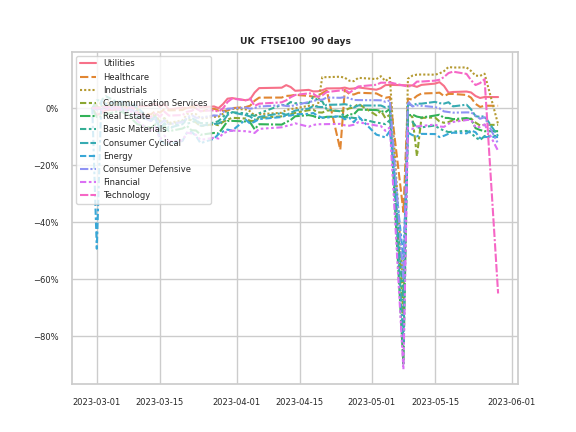 UK  FTSE100  90 days
Utilities
Healthcare
Industrials
Communication Services
Real Estate
Basic Materials
Consumer Cyclical
Energy
Consumer Defensive
Financial
Technology
0%
−20%
−40%
−60%
−80%
2023-03-01 2023-03-15 2023-04-01 2023-04-15 2023-05-01 2023-05-15 2023-06-01